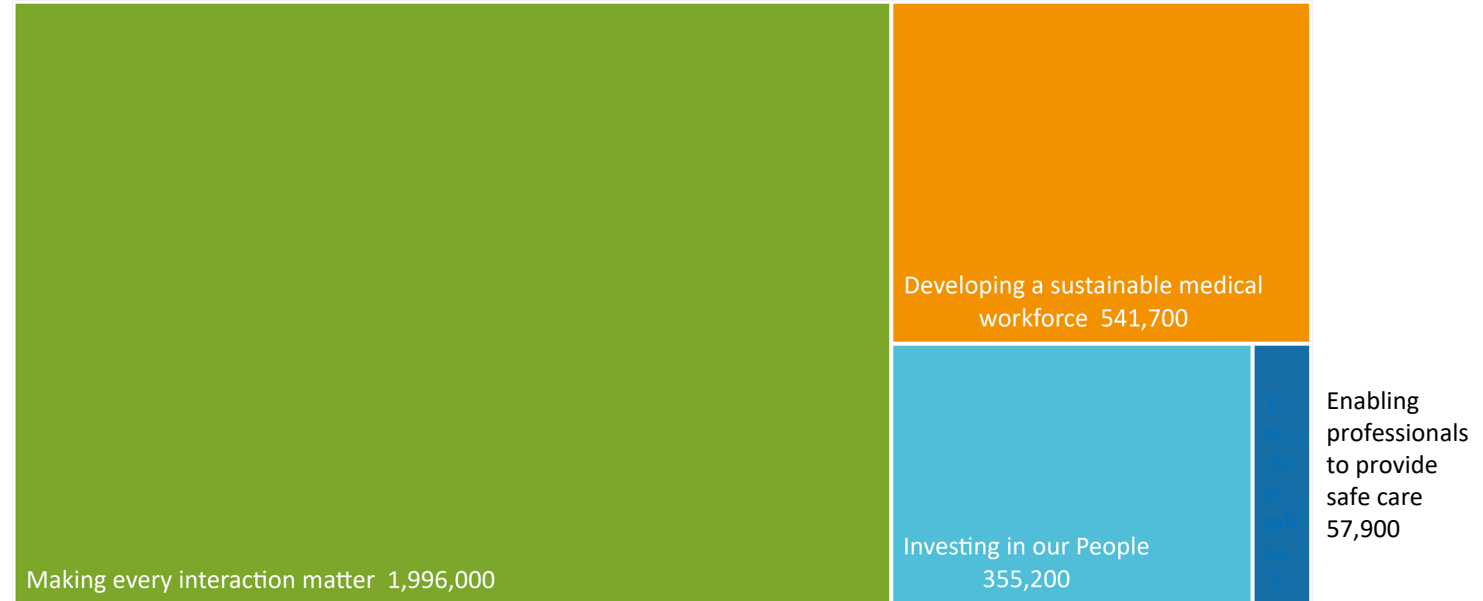 Making every interaction matter 1,996,000
Developing a sustainable medical
workforce 541,700
Investing in our People
355,200
Enabling
professionals
to provide
safe care
57,900